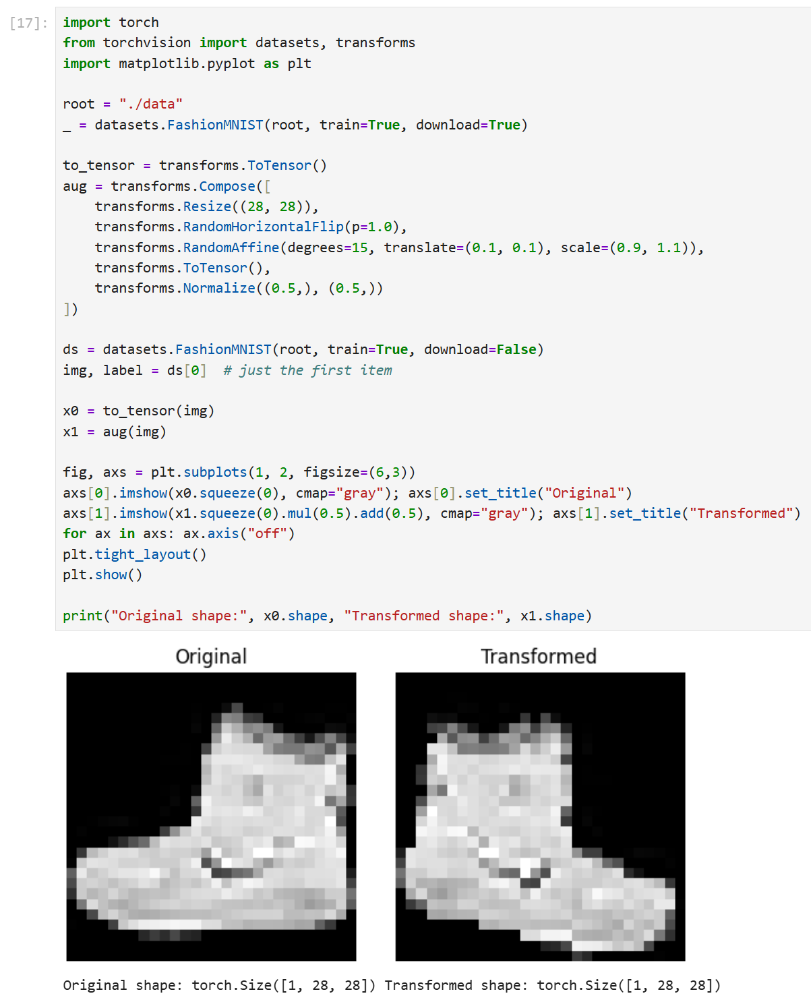 [17]:
import torch
from torchvision import datasets, transforms
import matplotlib.pyplot as plt
root = "./data"
_ = datasets.FashionMNIST(root, train=True, download=True)
to_tensor = transforms.ToTensor()
aug = transforms.Compose([
    transforms.Resize((28, 28)),
    transforms.RandomHorizontalFlip(p=1.0),
    transforms.RandomAffine(degrees=15, translate=(0.1, 0.1), scale=(0.9, 1.1)),
    transforms.ToTensor(),
    transforms.Normalize((0.5,), (0.5,))
])
ds = datasets.FashionMNIST(root, train=True, download=False)
img, label = ds[0]  # just the first item
x0 = to_tensor(img)
x1 = aug(img)
fig, axs = plt.subplots(1, 2, figsize=(6,3))
axs[0].imshow(x0.squeeze(0), cmap="gray"); axs[0].set_title("Original")
axs[1].imshow(x1.squeeze(0).mul(0.5).add(0.5), cmap="gray"); axs[1].set_title("Transformed")
for ax in axs: ax.axis("off")
plt.tight_layout()
plt.show()
print("Original shape:", x0.shape, "Transformed shape:", x1.shape)
Original
Transformed
Original shape: torch.Size([1, 28, 28]) Transformed shape: torch.Size([1, 28, 28])